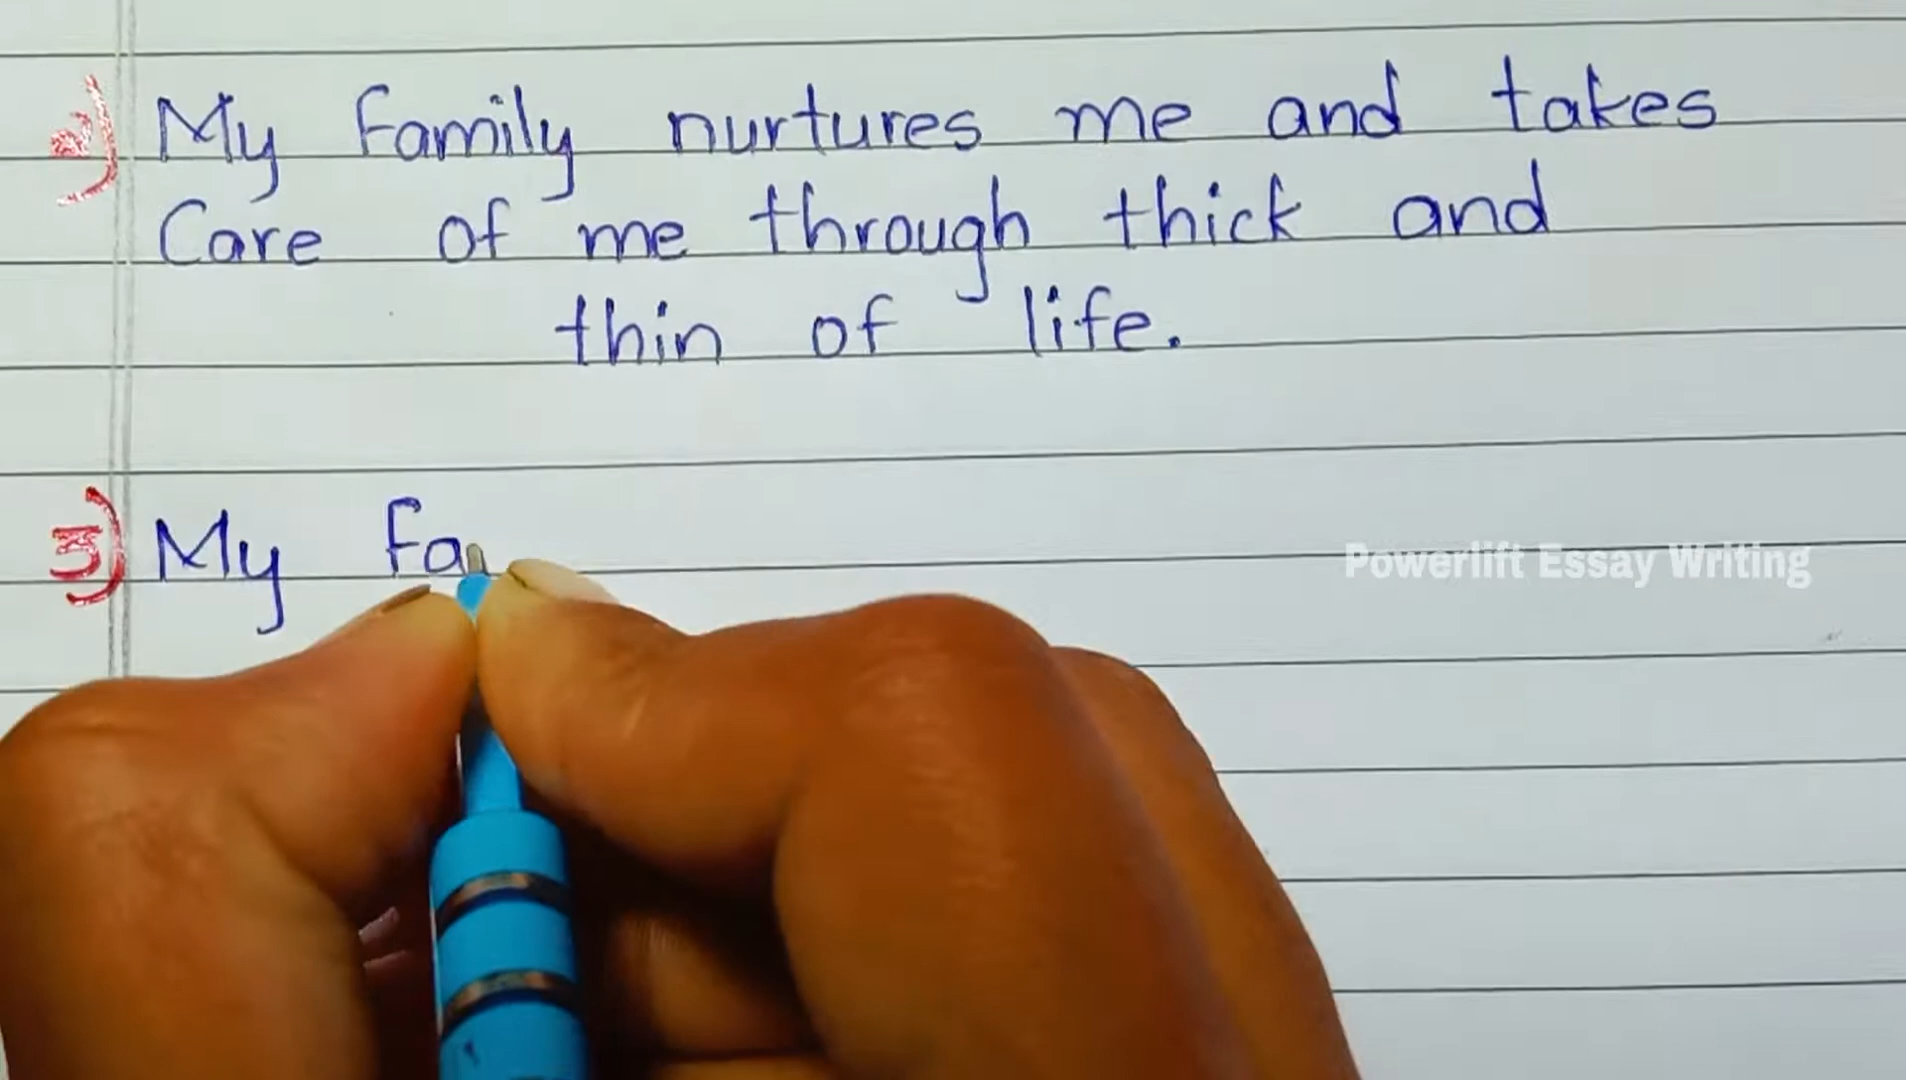 2) My family nurtures me and takes
Care of me through thick and
thin of life.
3) My fa
Powerlift Essay Writing